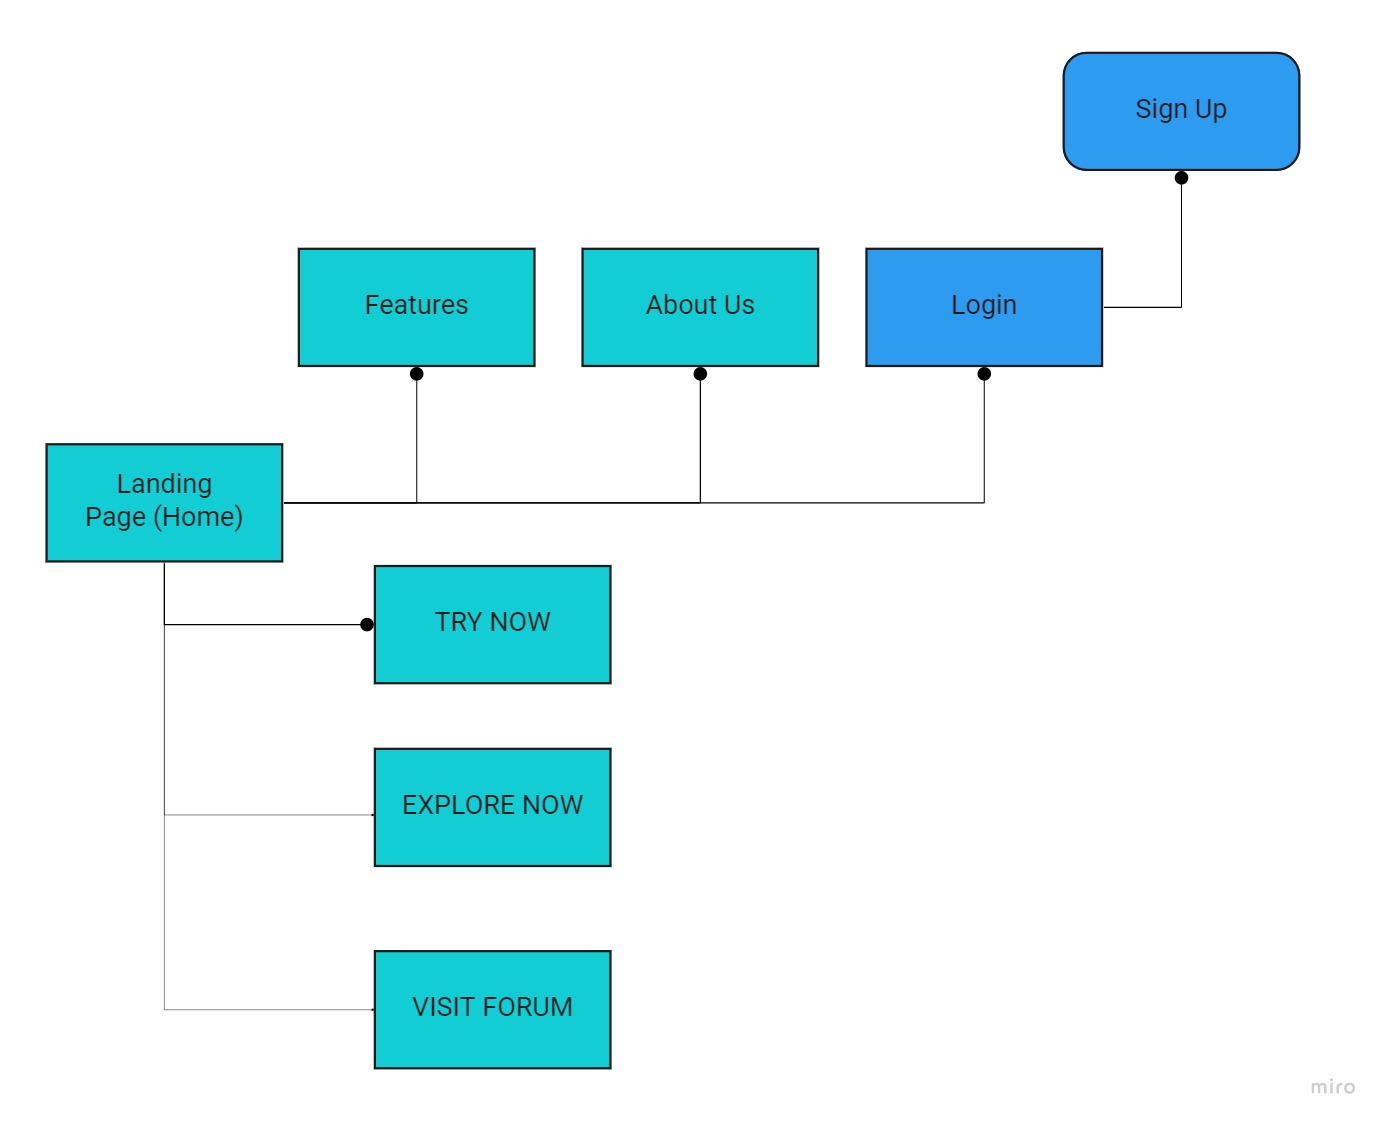 Sign Up
Features
About Us
Login
Landing
Page (Home)
TRY NOW
EXPLORE NOW
VISIT FORUM
miro